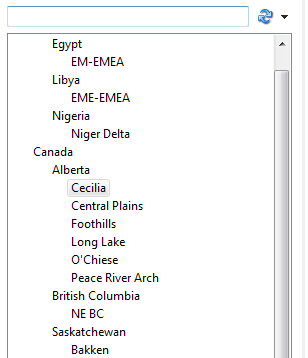 Egypt
EM-EMEA
Libya
EME-EMEA
Nigeria
Niger Delta
Canada
Alberta
Cecilia
Central Plains
Foothills
Long Lake
O'Chiese
Peace River Arch
British Columbia
NE BC
Saskatchewan
Bakken